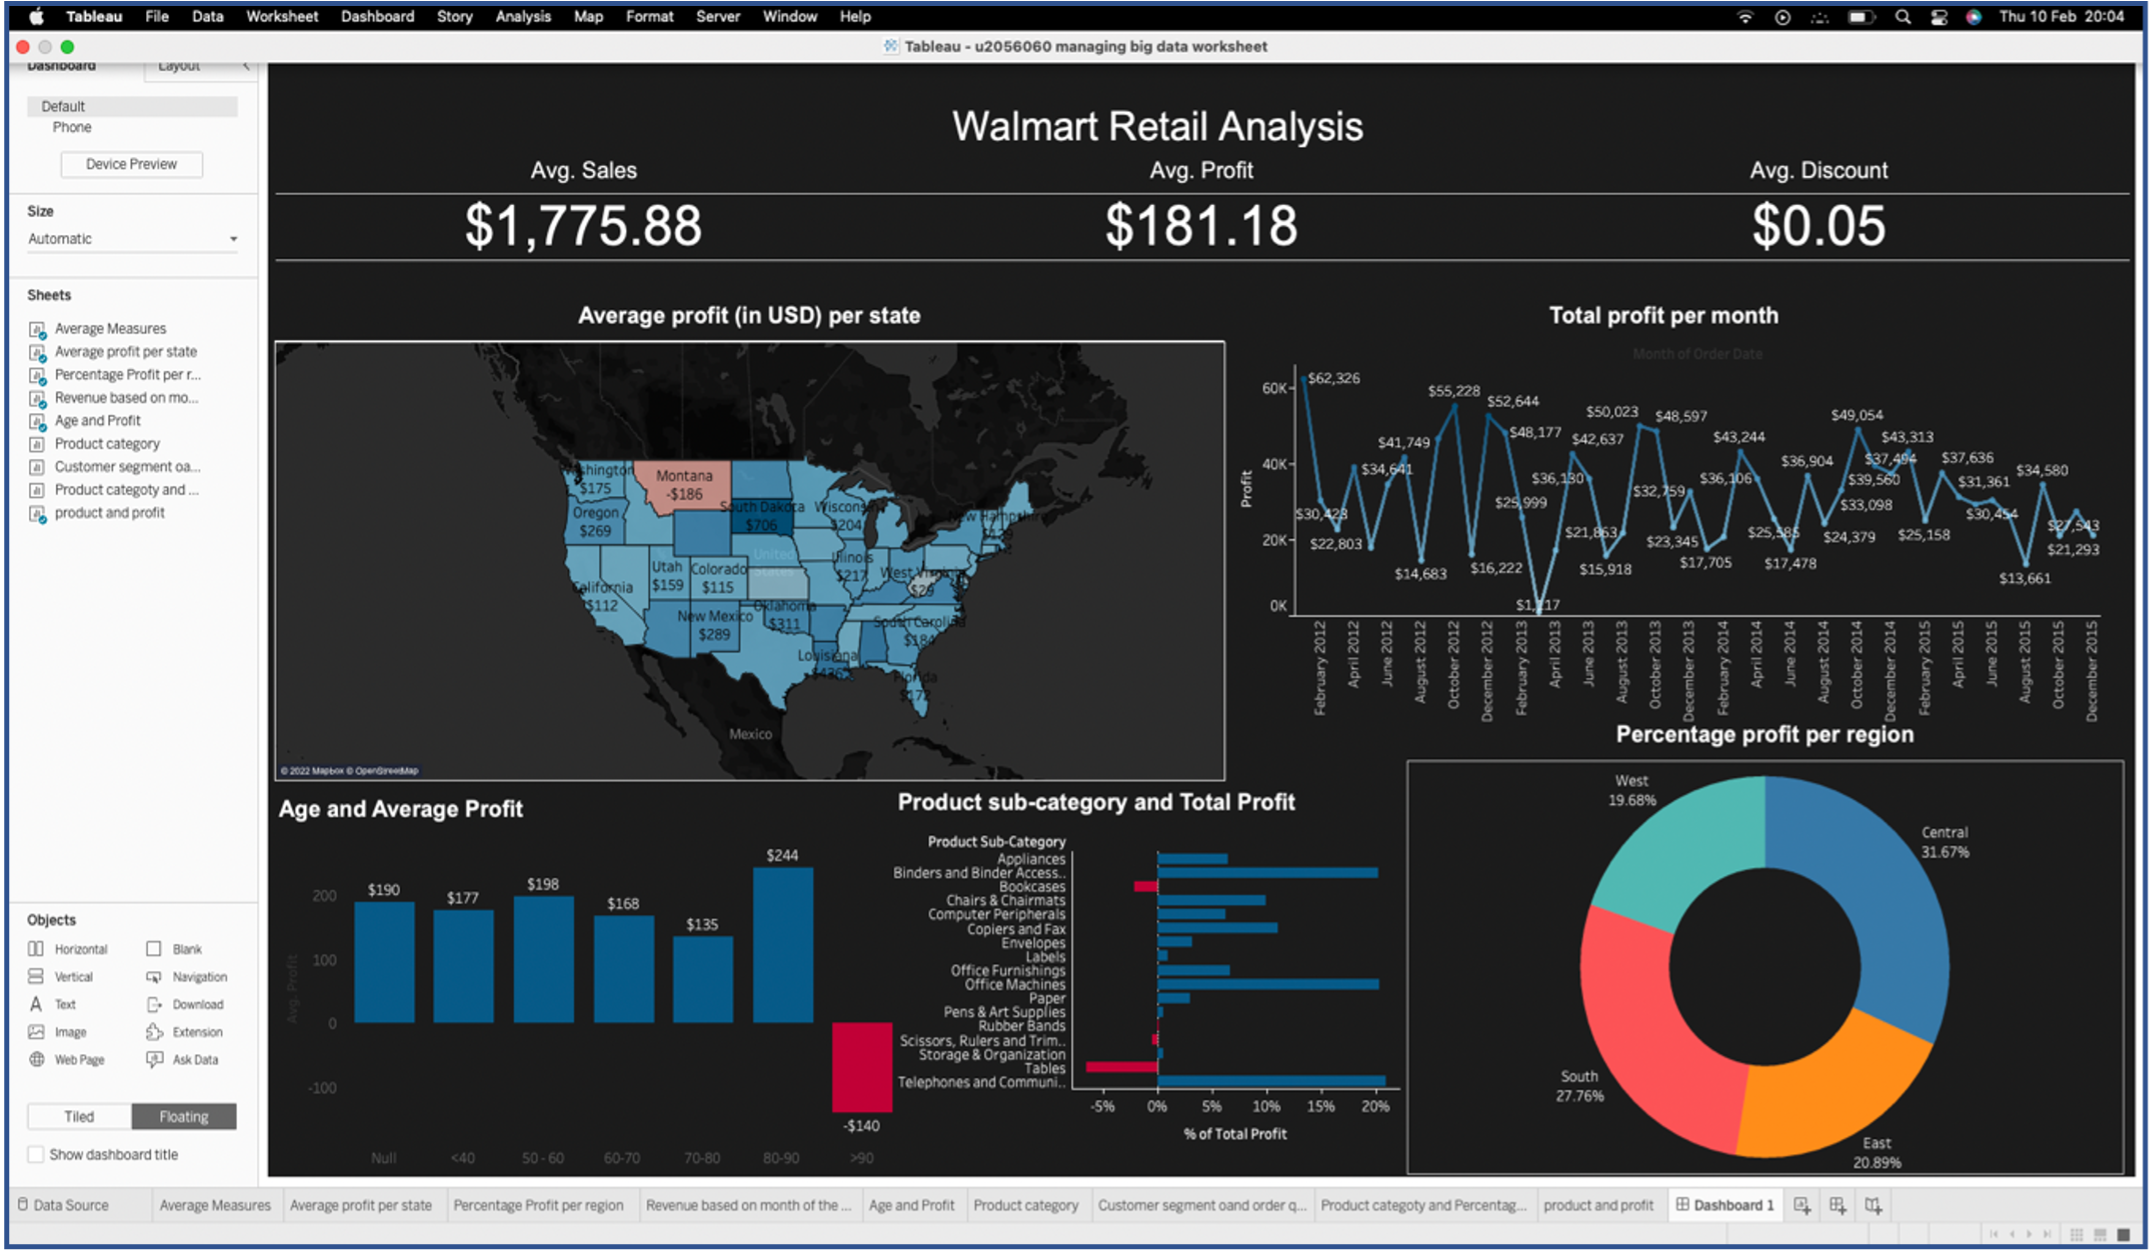 Tableau File Data Worksheet Dashboard Story Analysis Map Format Server Window Help Thu 10 Feb 20:04
Tableau - u2056060 managing big data worksheet
Dashboard Layout
Default
Phone
Device Preview
Size
Automatic
Sheets
Average Measures
Average profit per state
Percentage Profit per r...
Revenue based on mo...
Age and Profit
Product category
Customer segment oa...
Product categoty and ...
product and profit
Objects
Horizontal Blank
Vertical Navigation
Text Download
Image Extension
Web Page Ask Data
Tiled Floating
Show dashboard title
Walmart Retail Analysis
Avg. Sales Avg. Profit Avg. Discount
$1,775.88 $181.18 $0.05
Average profit (in USD) per state
Montana
-$186
$175
Oregon
$269
South Dakota
$706
$204
New Hampshire
United
States
Utah
$159
Colorado
$115
Illinois
$217
West Virginia
$29
California
$112
New Mexico
$289
Oklahoma
$311
South Carolina
$184
Louisiana
Florida
$172
Mexico
© 2022 Mapbox © OpenStreetMap
Total profit per month
Month of Order Date
Profit
60K
40K
20K
0K
$62,326
$30,423
$22,803
$34,641
$41,749
$14,683
$55,228
$16,222
$52,644
$48,177
$25,999
$36,130
$42,637
$15,918
$21,863
$50,023
$48,597
$23,345
$32,759
$17,705
$43,244
$36,106
$25,585
$17,478
$36,904
$24,379
$33,098
$49,054
$39,560
$37,494
$43,313
$25,158
$37,636
$31,361
$30,454
$13,661
$34,580
$27,543
$21,293
February 2012
April 2012
June 2012
August 2012
October 2012
December 2012
February 2013
April 2013
June 2013
August 2013
October 2013
December 2013
February 2014
April 2014
June 2014
August 2014
October 2014
December 2014
February 2015
April 2015
June 2015
August 2015
October 2015
December 2015
Age and Average Profit
Avg. Profit
200
100
0
-100
$190
$177
$198
$168
$135
$244
-$140
Null <40 50 - 60 60-70 70-80 80-90 >90
Product sub-category and Total Profit
Product Sub-Category
Appliances
Binders and Binder Access..
Bookcases
Chairs & Chairmats
Computer Peripherals
Copiers and Fax
Envelopes
Labels
Office Furnishings
Office Machines
Paper
Pens & Art Supplies
Rubber Bands
Scissors, Rulers and Trim..
Storage & Organization
Tables
Telephones and Communi..
-5% 0% 5% 10% 15% 20%
% of Total Profit
Percentage profit per region
West
19.68%
Central
31.67%
South
27.76%
East
20.89%
Data Source Average Measures Average profit per state Percentage Profit per region Revenue based on month of the ... Age and Profit Product category Customer segment oand order q... Product categoty and Percentag... product and profit Dashboard 1